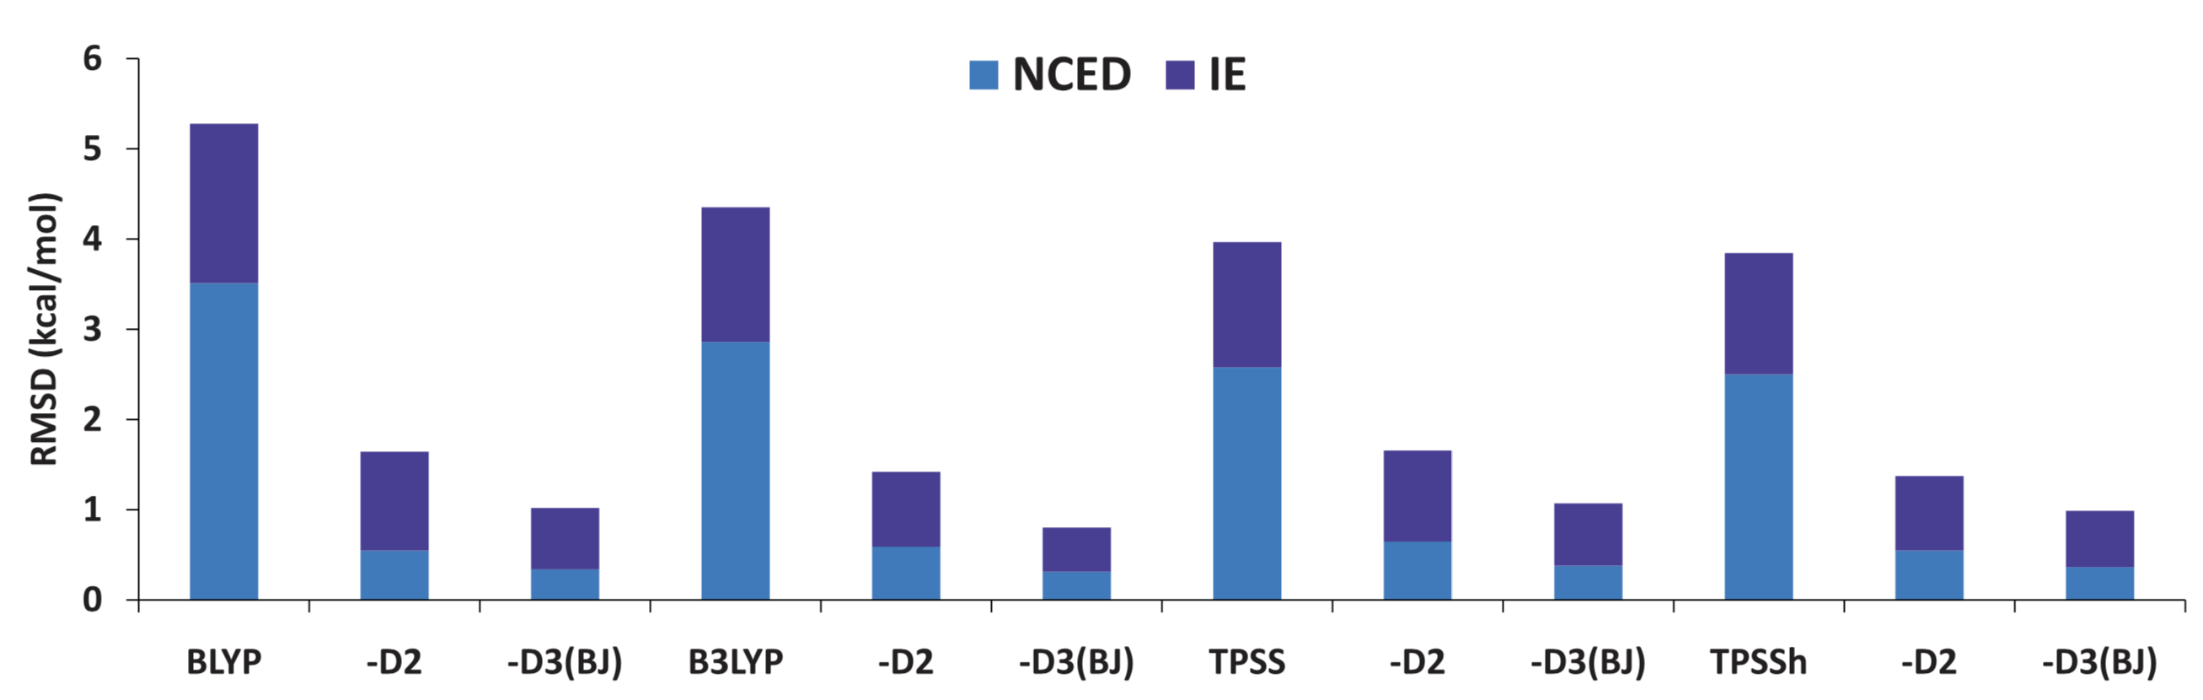 NCED IE
RMSD (kcal/mol)
6
5
4
3
2
1
0
BLYP -D2 -D3(BJ) B3LYP -D2 -D3(BJ) TPSS -D2 -D3(BJ) TPSSh -D2 -D3(BJ)